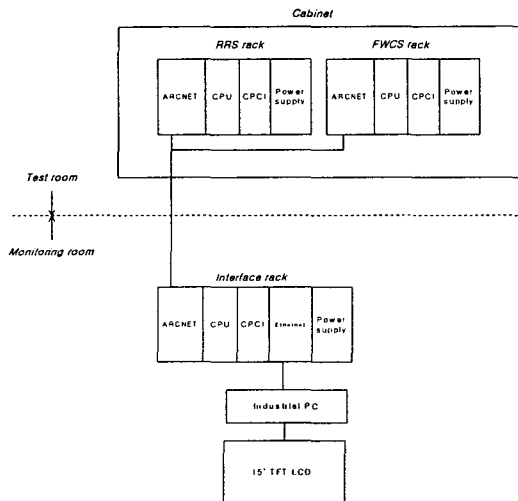 Cabinet
RRS rack
FWCS rack
ARCNET CPU CPCI Power supply
ARCNET CPU CPCI Power supply
Test room
Monitoring room
Interface rack
ARCNET CPU CPCI Ethernet Power supply
Industrial PC
15" TFT LCD